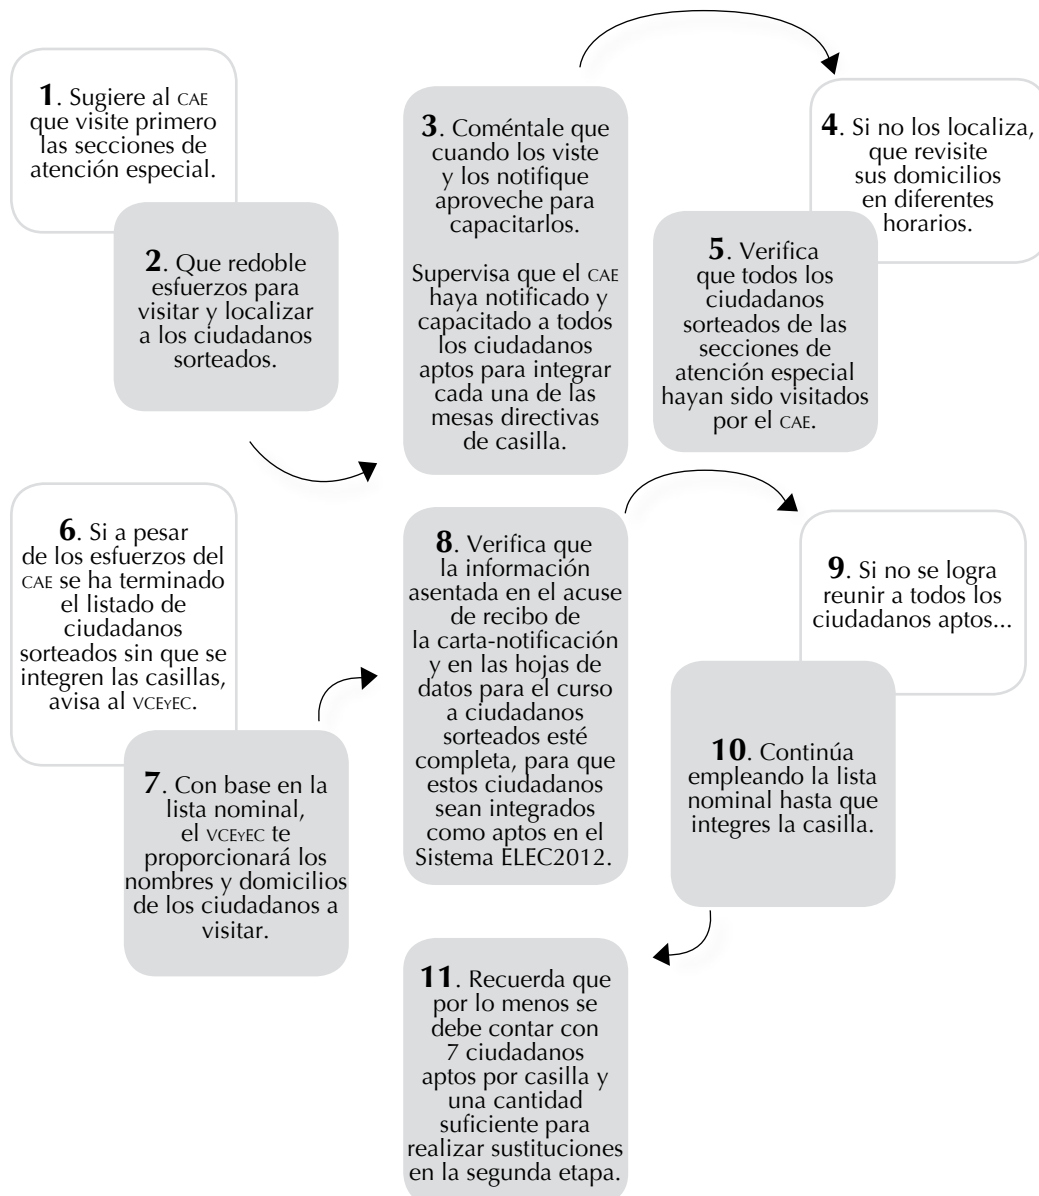 1. Sugiere al CAE
que visite primero
las secciones de
atención especial.
2. Que redoble
esfuerzos para
visitar y localizar
a los ciudadanos
sorteados.
3. Coméntale que
cuando los viste
y los notifique
aproveche para
capacitarlos.
Supervisa que el CAE
haya notificado y
capacitado a todos
los ciudadanos
aptos para integrar
cada una de las
mesas directivas
de casilla.
4. Si no los localiza,
que revisite
sus domicilios
en diferentes
horarios.
5. Verifica
que todos los
ciudadanos
sorteados de las
secciones de
atención especial
hayan sido visitados
por el CAE.
6. Si a pesar
de los esfuerzos del
CAE se ha terminado
el listado de
ciudadanos
sorteados sin que se
integren las casillas,
avisa al VCEyEC.
7. Con base en la
lista nominal,
el VCEyEC te
proporcionará los
nombres y domicilios
de los ciudadanos a
visitar.
8. Verifica que
la información
asentada en el acuse
de recibo de
la carta-notificación
y en las hojas de
datos para el curso
a ciudadanos
sorteados esté
completa, para que
estos ciudadanos
sean integrados
como aptos en el
Sistema ELEC2012.
9. Si no se logra
reunir a todos los
ciudadanos aptos...
10. Continúa
empleando la lista
nominal hasta que
integres la casilla.
11. Recuerda que
por lo menos se
debe contar con
7 ciudadanos
aptos por casilla y
una cantidad
suficiente para
realizar sustituciones
en la segunda etapa.